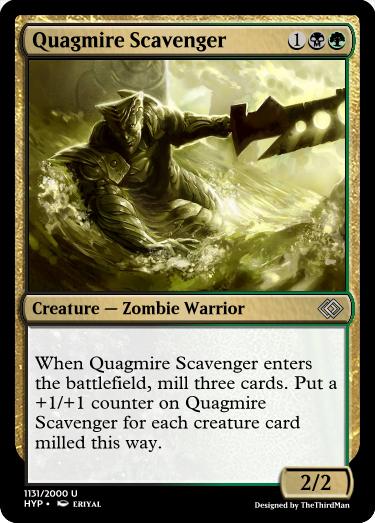 Quagmire Scavenger 1
Creature — Zombie Warrior
When Quagmire Scavenger enters
the battlefield, mill three cards. Put a
+1/+1 counter on Quagmire
Scavenger for each creature card
milled this way.
2/2
1131/2000 U
HYP • ERIYAL
Designed by TheThirdMan